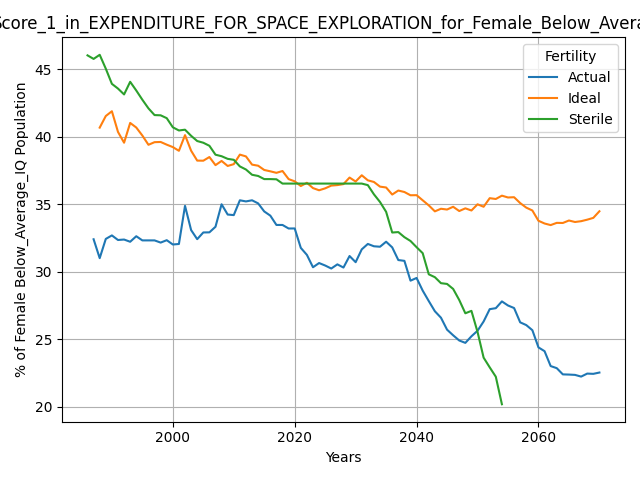 Score_1_in_EXPENDITURE_FOR_SPACE_EXPLORATION_for_Female_Below_Avera
Fertility
Actual
Ideal
Sterile
% of Female Below_Average_IQ Population
45
40
35
30
25
20
2000
2020
2040
2060
Years